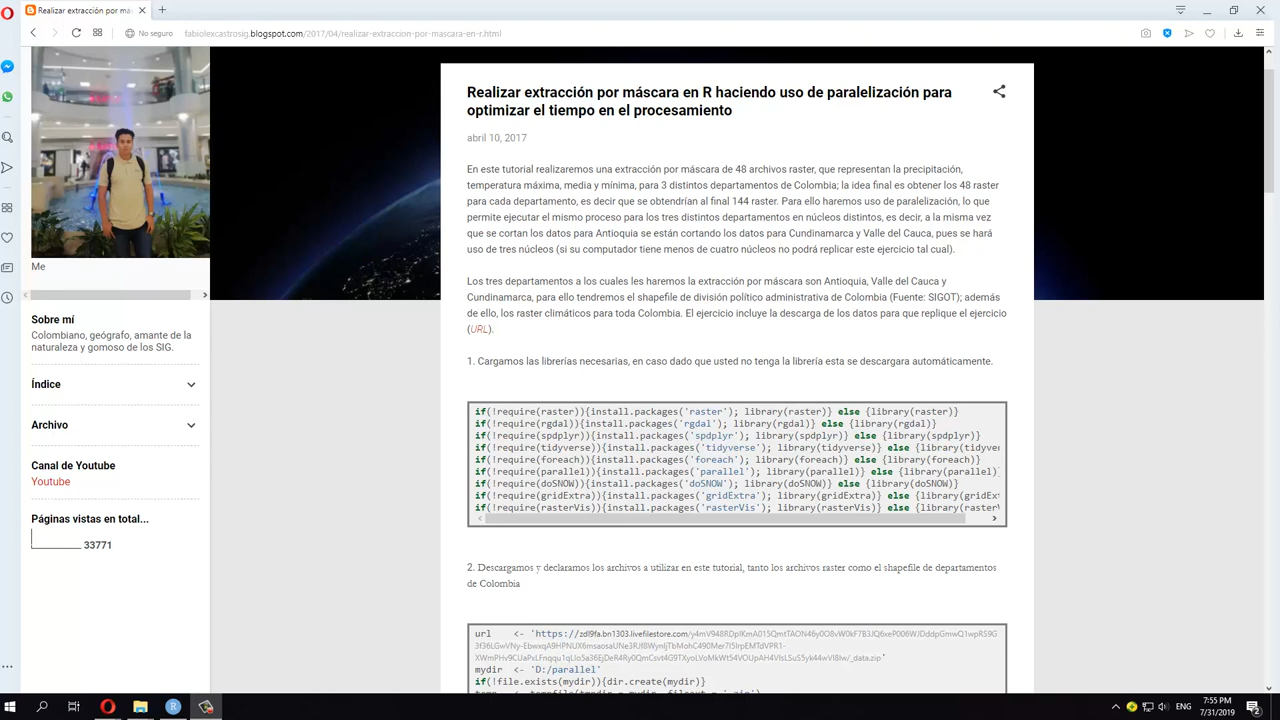 Realizar extracción por más
No seguro
fabiolexcastrosig.blogspot.com/2017/04/realizar-extraccion-por-mascara-en-r.html
Me
Sobre mí
Colombiano, geógrafo, amante de la
naturaleza y gomoso de los SIG.
Índice
Archivo
Canal de Youtube
Youtube
Páginas vistas en total...
33771
Realizar extracción por máscara en R haciendo uso de paralelización para
optimizar el tiempo en el procesamiento
abril 10, 2017
En este tutorial realizaremos una extracción por máscara de 48 archivos raster, que representan la precipitación,
temperatura máxima, media y mínima, para 3 distintos departamentos de Colombia; la idea final es obtener los 48 raster
para cada departamento, es decir que se obtendrían al final 144 raster. Para ello haremos uso de paralelización, lo que
permite ejecutar el mismo proceso para los tres distintos departamentos en núcleos distintos, es decir, a la misma vez
que se cortan los datos para Antioquia se están cortando los datos para Cundinamarca y Valle del Cauca, pues se hará
uso de tres núcleos (si su computador tiene menos de cuatro núcleos no podrá replicar este ejercicio tal cual).
Los tres departamentos a los cuales les haremos la extracción por máscara son Antioquia, Valle del Cauca y
Cundinamarca, para ello tendremos el shapefile de división político administrativa de Colombia (Fuente: SIGOT); además
de ello, los raster climáticos para toda Colombia. El ejercicio incluye la descarga de los datos para que replique el ejercicio
(URL).
1. Cargamos las librerías necesarias, en caso dado que usted no tenga la librería esta se descargara automáticamente.
if(!require(raster)){install.packages('raster'); library(raster)} else {library(raster)}
if(!require(rgdal)){install.packages('rgdal'); library(rgdal)} else {library(rgdal)}
if(!require(spdplyr)){install.packages('spdplyr'); library(spdplyr)} else {library(spdplyr)}
if(!require(tidyverse)){install.packages('tidyverse'); library(tidyverse)} else {library(tidyver
if(!require(foreach)){install.packages('foreach'); library(foreach)} else {library(foreach)}
if(!require(parallel)){install.packages('parallel'); library(parallel)} else {library(parallel)
if(!require(doSNOW)){install.packages('doSNOW'); library(doSNOW)} else {library(doSNOW)}
if(!require(gridExtra)){install.packages('gridExtra'); library(gridExtra)} else {library(gridExt
if(!require(rasterVis)){install.packages('rasterVis'); library(rasterVis)} else {library(raster
2. Descargamos y declaramos los archivos a utilizar en este tutorial, tanto los archivos raster como el shapefile de departamentos
de Colombia
url <- 'https://zdl9fa.bn1303.livefilestore.com
_data.zip'
mydir <- 'D:/parallel'
if(!file.exists(mydir)){dir.create(mydir)}
ENG
7:55 PM
7/31/2019
2